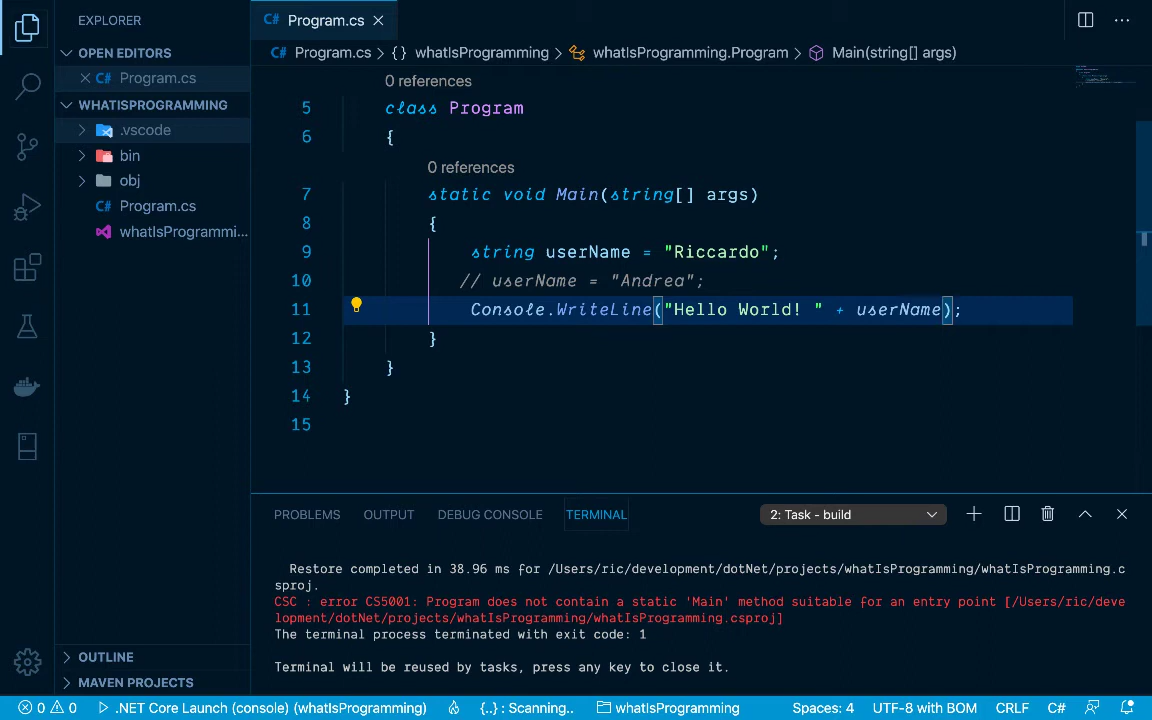 EXPLORER
OPEN EDITORS
C# Program.cs
WHATISPROGRAMMING
.vscode
bin
obj
C# Program.cs
whatIsProgrammi...
OUTLINE
MAVEN PROJECTS
C# Program.cs
C# Program.cs > {} whatIsProgramming > whatIsProgramming.Program > Main(string[] args)
0 references
5 class Program
6 {
0 references
7 static void Main(string[] args)
8 {
9 string userName = "Riccardo";
10 // userName = "Andrea";
11 Console.WriteLine("Hello World! " + userName);
12 }
13 }
14 }
15
PROBLEMS OUTPUT DEBUG CONSOLE TERMINAL 2: Task - build
Restore completed in 38.96 ms for /Users/ric/development/dotNet/projects/whatIsProgramming/whatIsProgramming.c
sproj.
CSC : error CS5001: Program does not contain a static 'Main' method suitable for an entry point [/Users/ric/deve
lopment/dotNet/projects/whatIsProgramming/whatIsProgramming.csproj]
The terminal process terminated with exit code: 1
Terminal will be reused by tasks, press any key to close it.
0 0 .NET Core Launch (console) (whatIsProgramming) {..} : Scanning.. whatIsProgramming Spaces: 4 UTF-8 with BOM CRLF C#